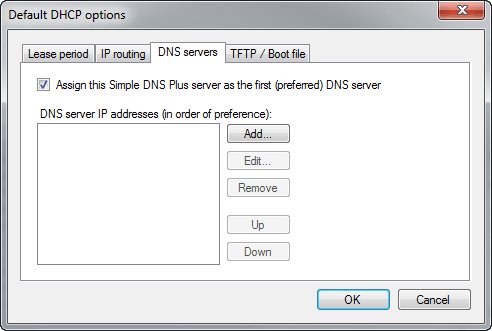 Default DHCP options
Lease period
IP routing
DNS servers
TFTP / Boot file
Assign this Simple DNS Plus server as the first (preferred) DNS server
DNS server IP addresses (in order of preference):
Add...
Edit...
Remove
Up
Down
OK
Cancel